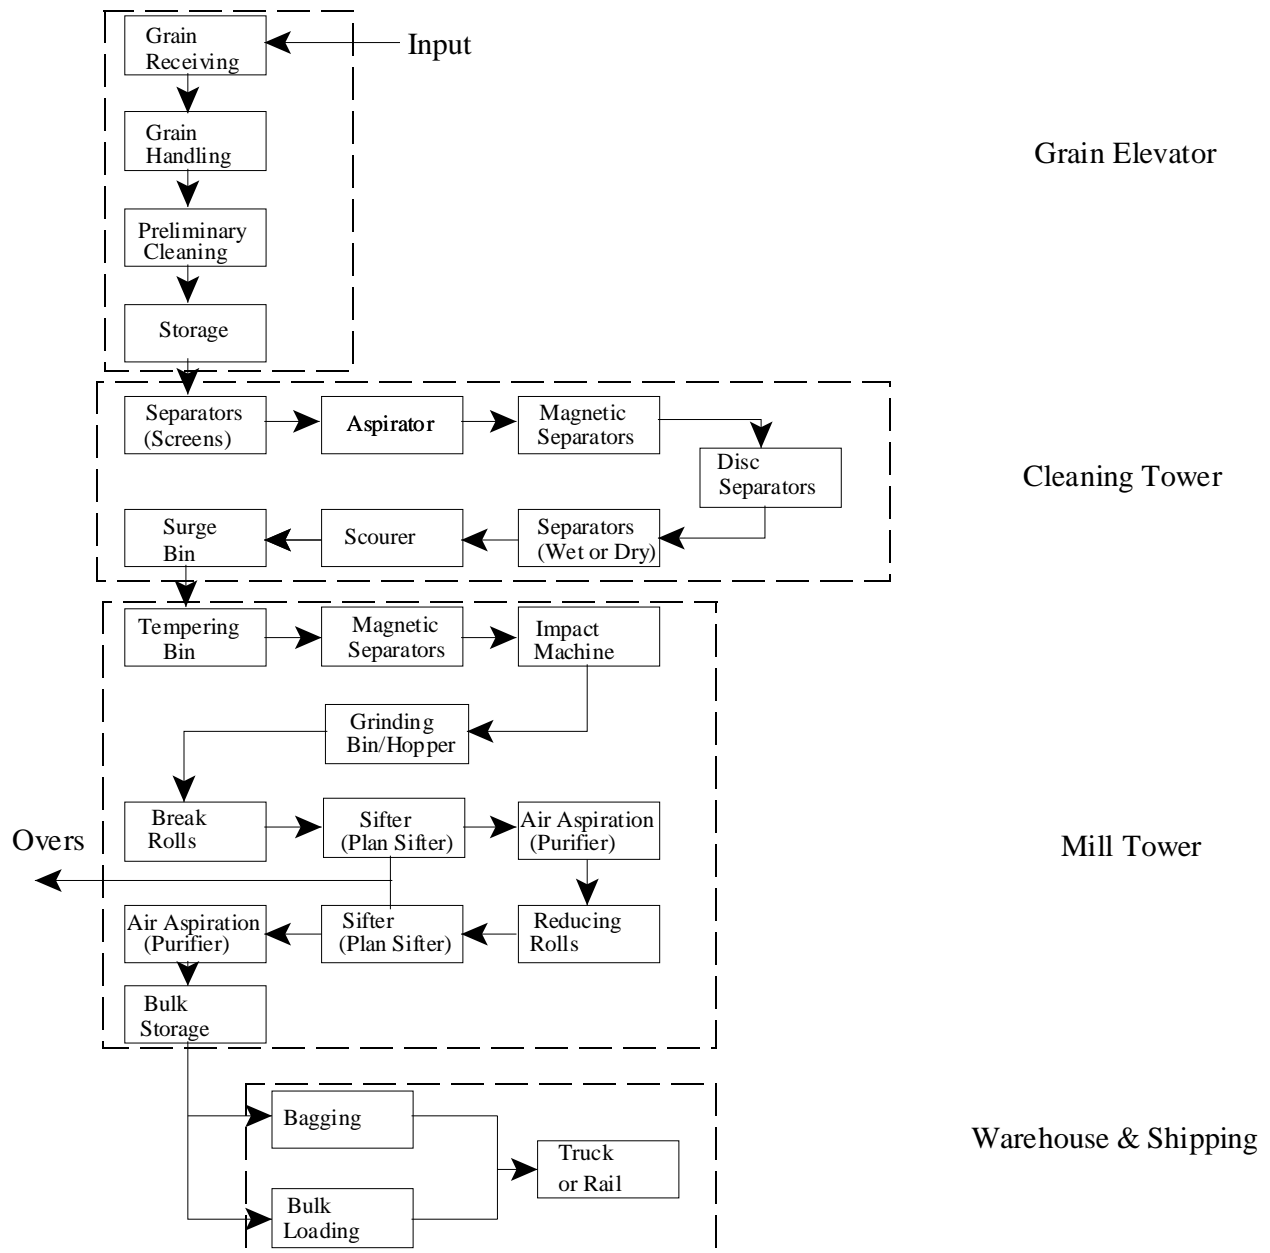 Grain
Receiving
Input
Grain
Handling
Grain Elevator
Preliminary
Cleaning
Storage
Separators
(Screens)
Aspirator
Magnetic
Separators
Disc
Separators
Cleaning Tower
Surge
Bin
Scourer
Separators
(Wet or Dry)
Tempering
Bin
Magnetic
Separators
Impact
Machine
Grinding
Bin/Hopper
Break
Rolls
Sifter
(Plan Sifter)
Air Aspiration
(Purifier)
Overs
Mill Tower
Air Aspiration
(Purifier)
Sifter
(Plan Sifter)
Reducing
Rolls
Bulk
Storage
Bagging
Truck
or Rail
Warehouse & Shipping
Bulk
Loading